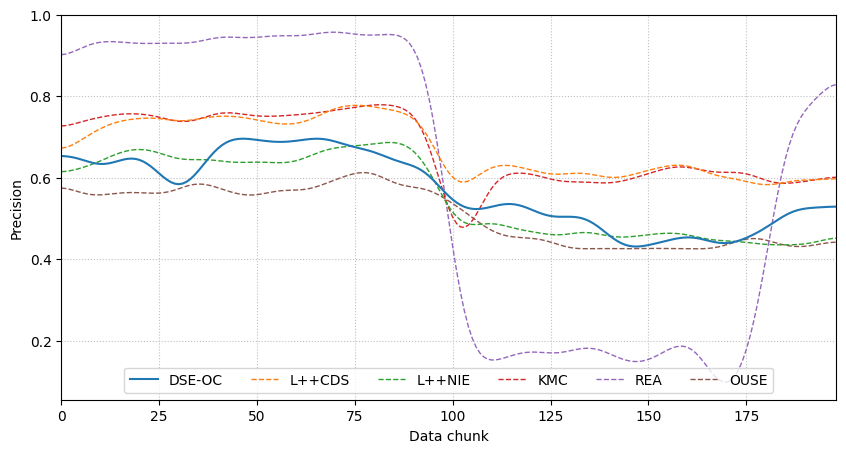 1.0
0.8
0.6
0.4
0.2
Precision
0 25 50 75 100 125 150 175
Data chunk
DSE-OC L++CDS L++NIE KMC REA OUSE